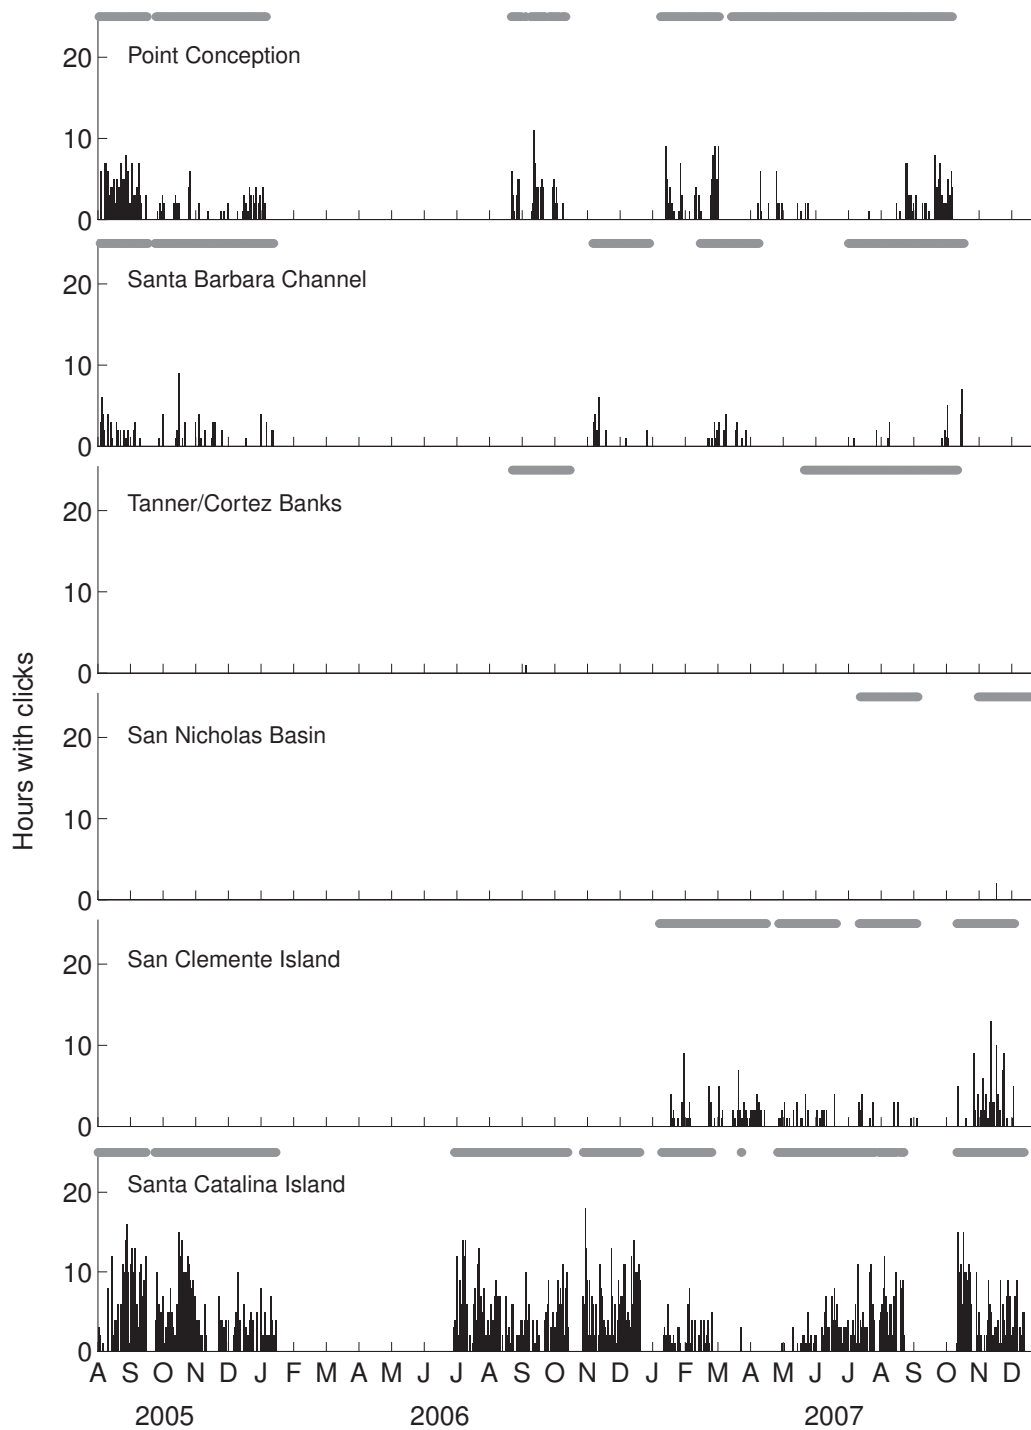 20
Point Conception
10
0
20
Santa Barbara Channel
10
0
20
Tanner/Cortez Banks
10
0
Hours with clicks
20
San Nicholas Basin
10
0
20
San Clemente Island
10
0
20
Santa Catalina Island
10
0
A S O N D J F M A M J J A S O N D J F M A M J J A S O N D
2005 2006 2007